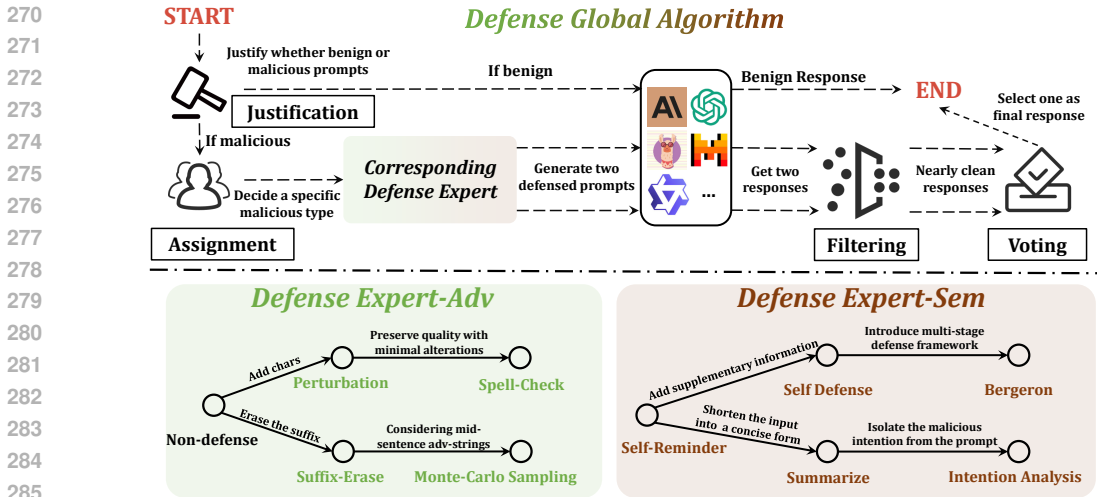 270
271
272
273
274
275
276
277
278
279
280
281
282
283
284
285
START
Defense Global Algorithm
Justify whether benign or
malicious prompts
If benign
Benign Response
END
Justification
Select one as
final response
If malicious
Corresponding
Defense Expert
Generate two
defensed prompts
...
Get two
responses
Nearly clean
responses
Decide a specific
malicious type
Assignment
Filtering
Voting
Defense Expert-Adv
Add chars
Preserve quality with
minimal alterations
Perturbation
Spell-Check
Non-defense
Erase the suffix
Considering mid-
sentence adv-strings
Suffix-Erase
Monte-Carlo Sampling
Defense Expert-Sem
Add supplementary information
Introduce multi-stage
defense framework
Self Defense
Bergeron
Self-Reminder
Shorten the input
into a concise form
Isolate the malicious
intention from the prompt
Summarize
Intention Analysis